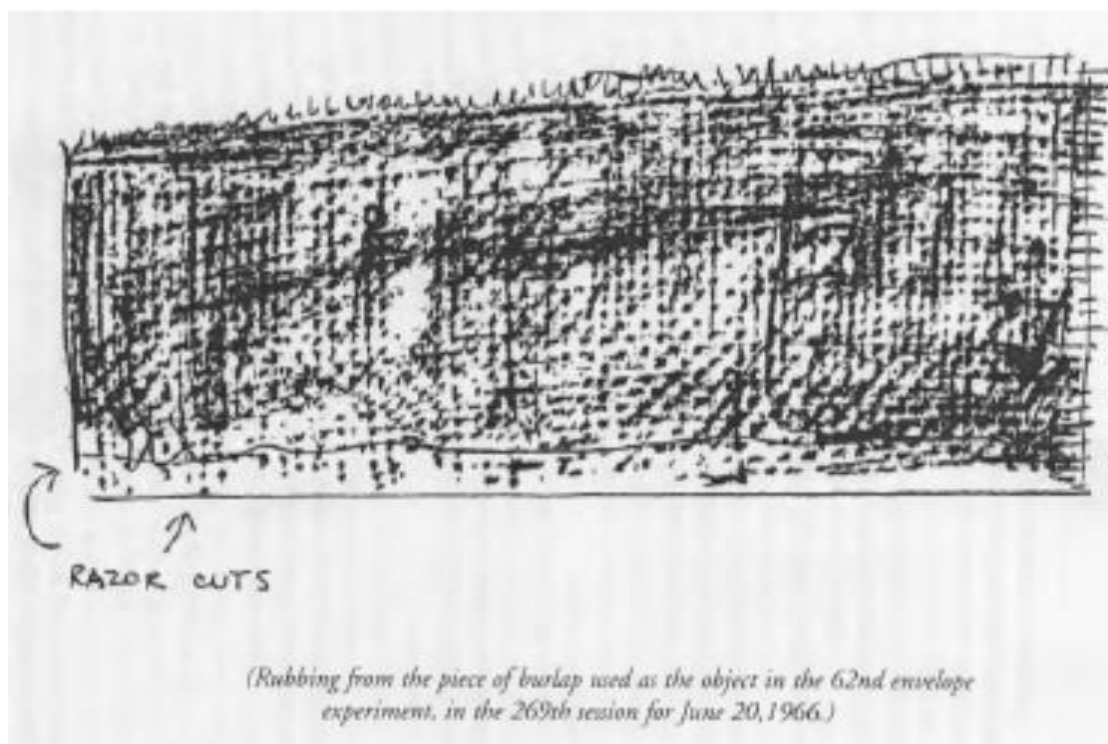 RAZOR CUTS
(Rubbing from the piece of burlap used as the object in the 62nd envelope
experiment, in the 269th session for June 20, 1966.)